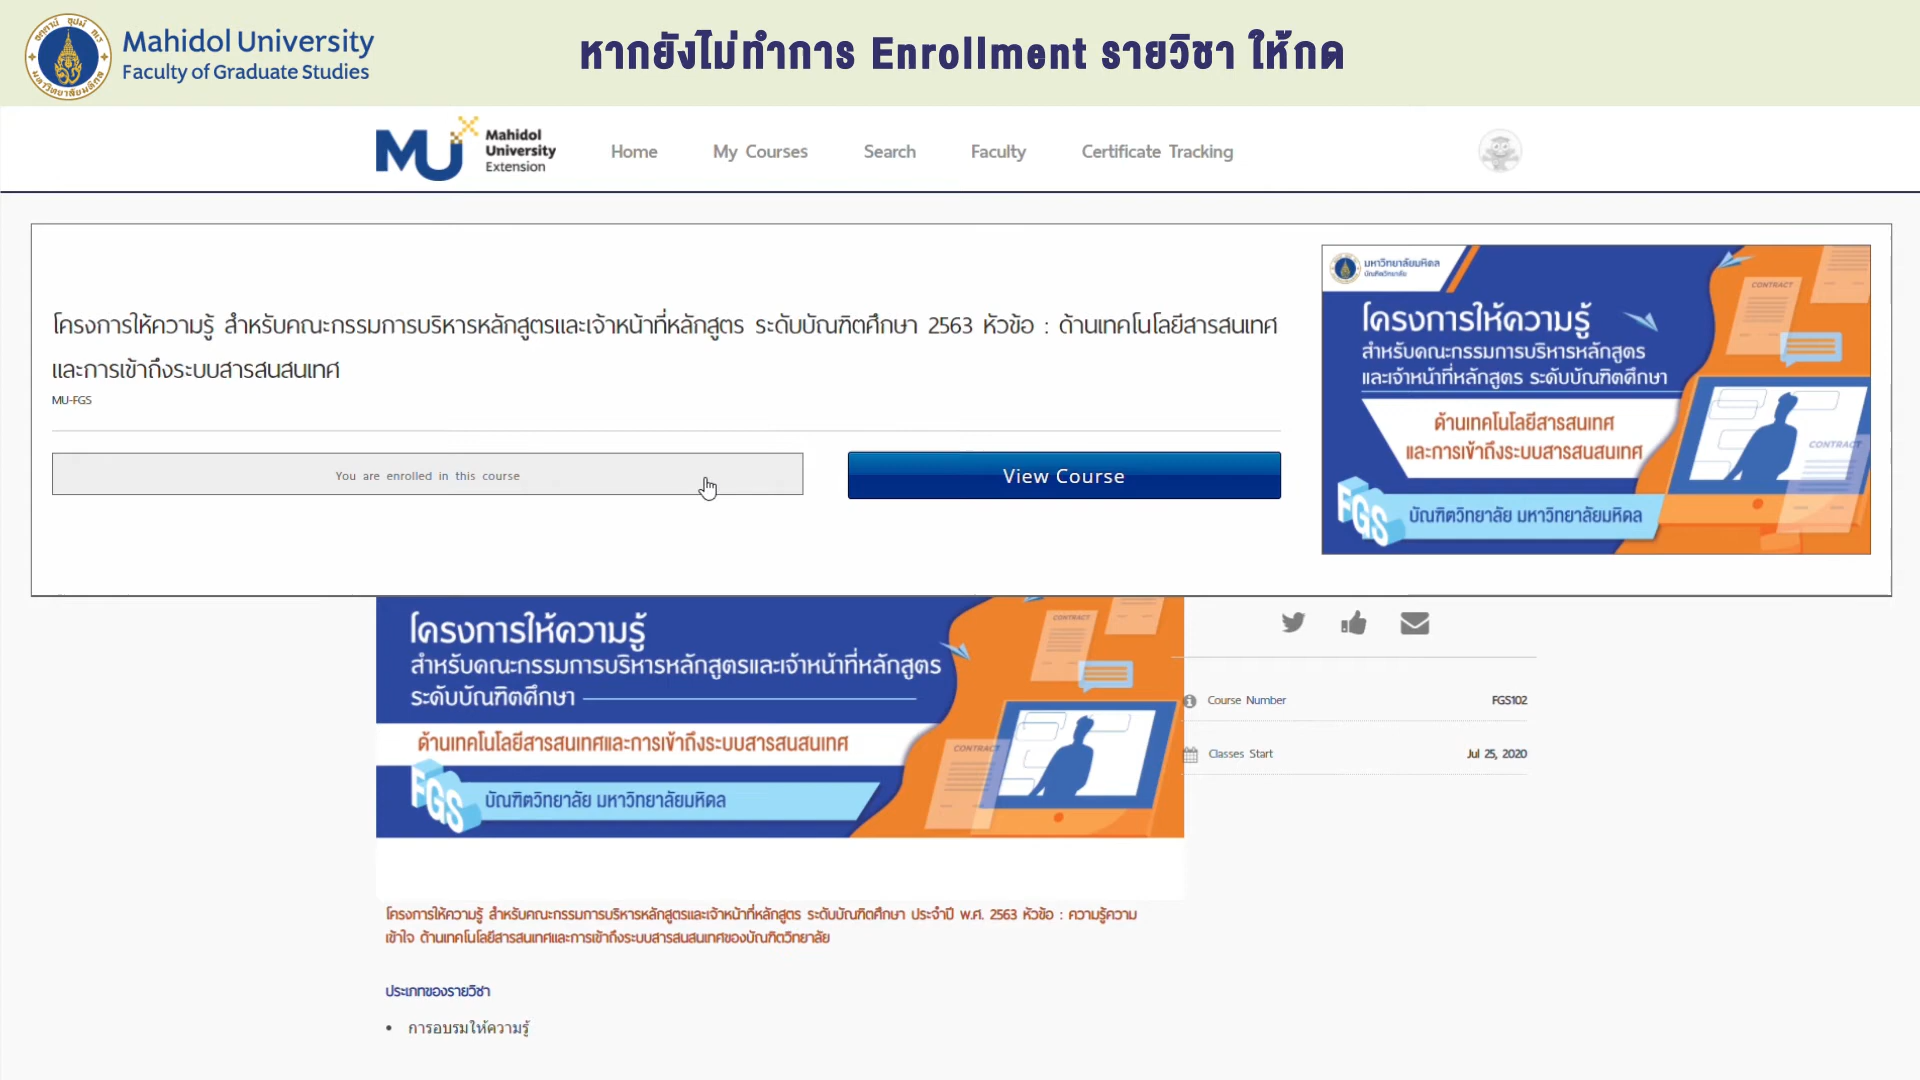 Mahidol University
Faculty of Graduate Studies
หากยังไม่ทำการ Enrollment รายวิชา ให้กด
MU
Mahidol
University
Extension
Home
My Courses
Search
Faculty
Certificate Tracking
โครงการให้ความรู้ สำหรับคณะกรรมการบริหารหลักสูตรและเจ้าหน้าที่หลักสูตร ระดับบัณฑิตศึกษา 2563 หัวข้อ : ด้านเทคโนโลยีสารสนเทศ
และการเข้าถึงระบบสารสนสนเทศ
MU-FGS
You are enrolled in this course
View Course
มหาวิทยาลัยมหิดล
บัณฑิตวิทยาลัย
CONTRACT
โครงการให้ความรู้
สำหรับคณะกรรมการบริหารหลักสูตร
และเจ้าหน้าที่หลักสูตร ระดับบัณฑิตศึกษา
ด้านเทคโนโลยีสารสนเทศ
และการเข้าถึงระบบสารสนเทศ
CONTRACT
FGS
บัณฑิตวิทยาลัย มหาวิทยาลัยมหิดล
โครงการให้ความรู้
CONTRACT
สำหรับคณะกรรมการบริหารหลักสูตรและเจ้าหน้าที่หลักสูตร
ระดับบัณฑิตศึกษา
ด้านเทคโนโลยีสารสนเทศและการเข้าถึงระบบสารสนสนเทศ
CONTRACT
FGS
บัณฑิตวิทยาลัย มหาวิทยาลัยมหิดล
Course Number
FGS102
Classes Start
Jul 25, 2020
โครงการให้ความรู้ สำหรับคณะกรรมการบริหารหลักสูตรและเจ้าหน้าที่หลักสูตร ระดับบัณฑิตศึกษา ประจำปี พ.ศ. 2563 หัวข้อ : ความรู้ความ
เข้าใจ ด้านเทคโนโลยีสารสนเทศและการเข้าถึงระบบสารสนสนเทศของบัณฑิตวิทยาลัย
ประเภทของรายวิชา
• การอบรมให้ความรู้